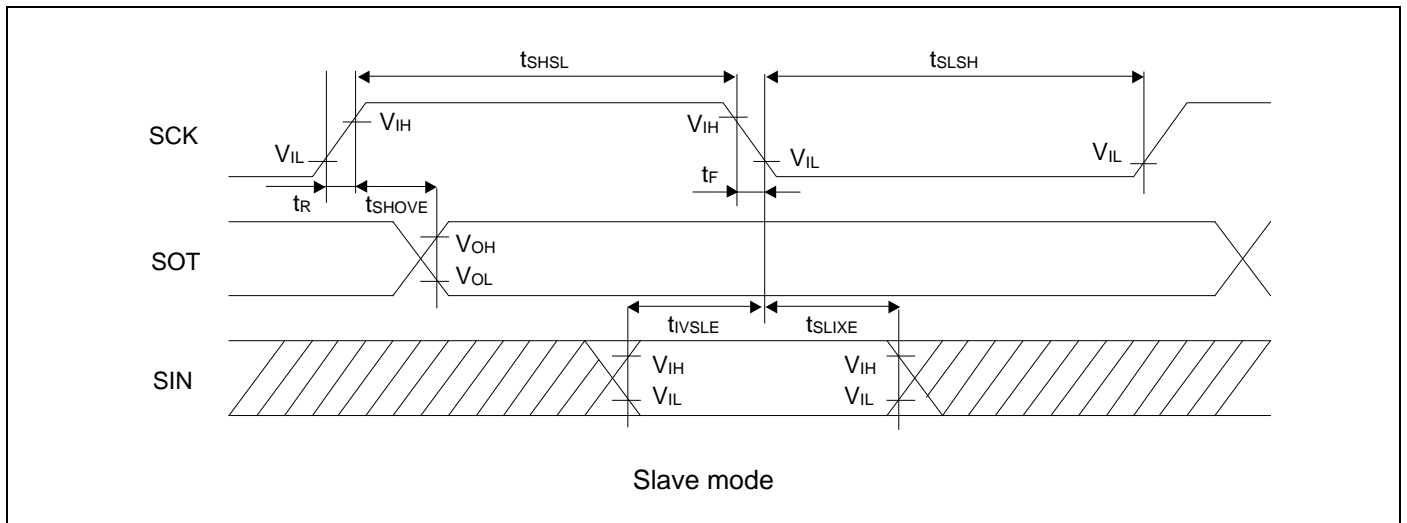 tSHSL tSLSH
SCK VIH VIH
VIL VIL VIL
tR tSHOVE tF
SOT VOH
VOL
tIVSLE tSLIXE
SIN VIH VIH
VIL VIL
Slave mode